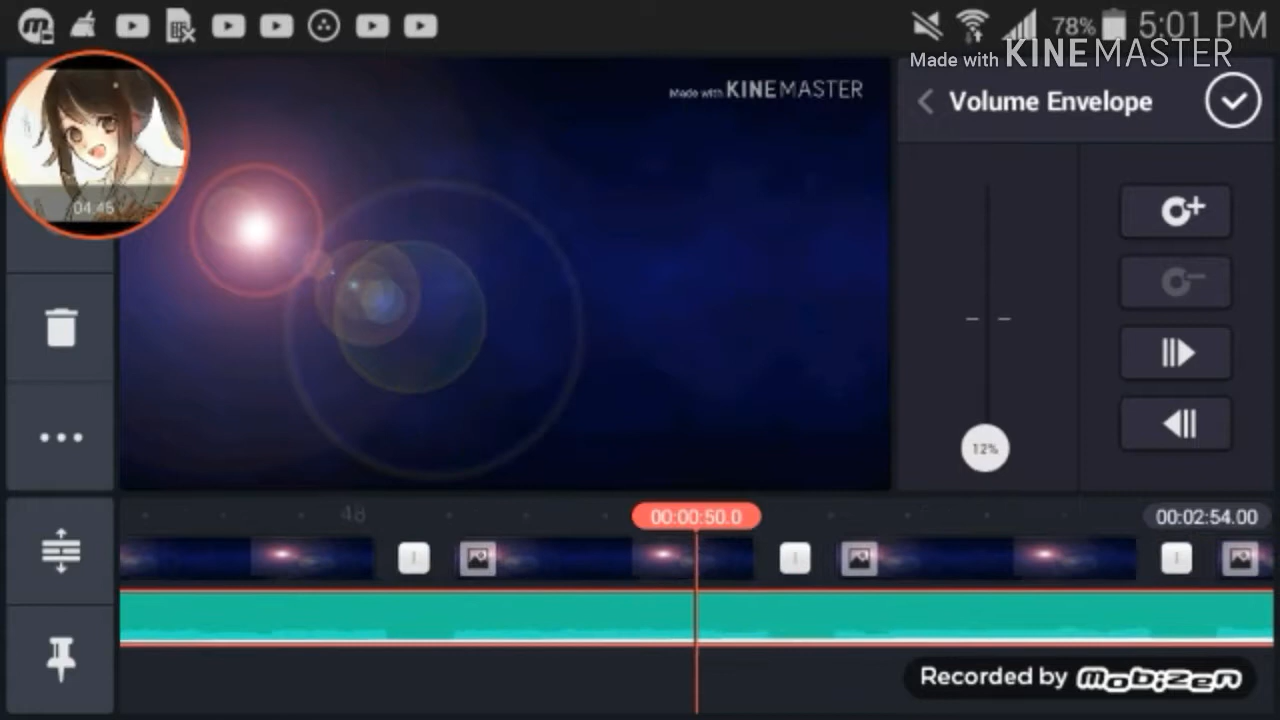 78% 5:01 PM
Made with KINEMASTER
Made with KINEMASTER
Volume Envelope
04:46
12%
48
00:00:50.0
00:02:54.00
Recorded by mobizen